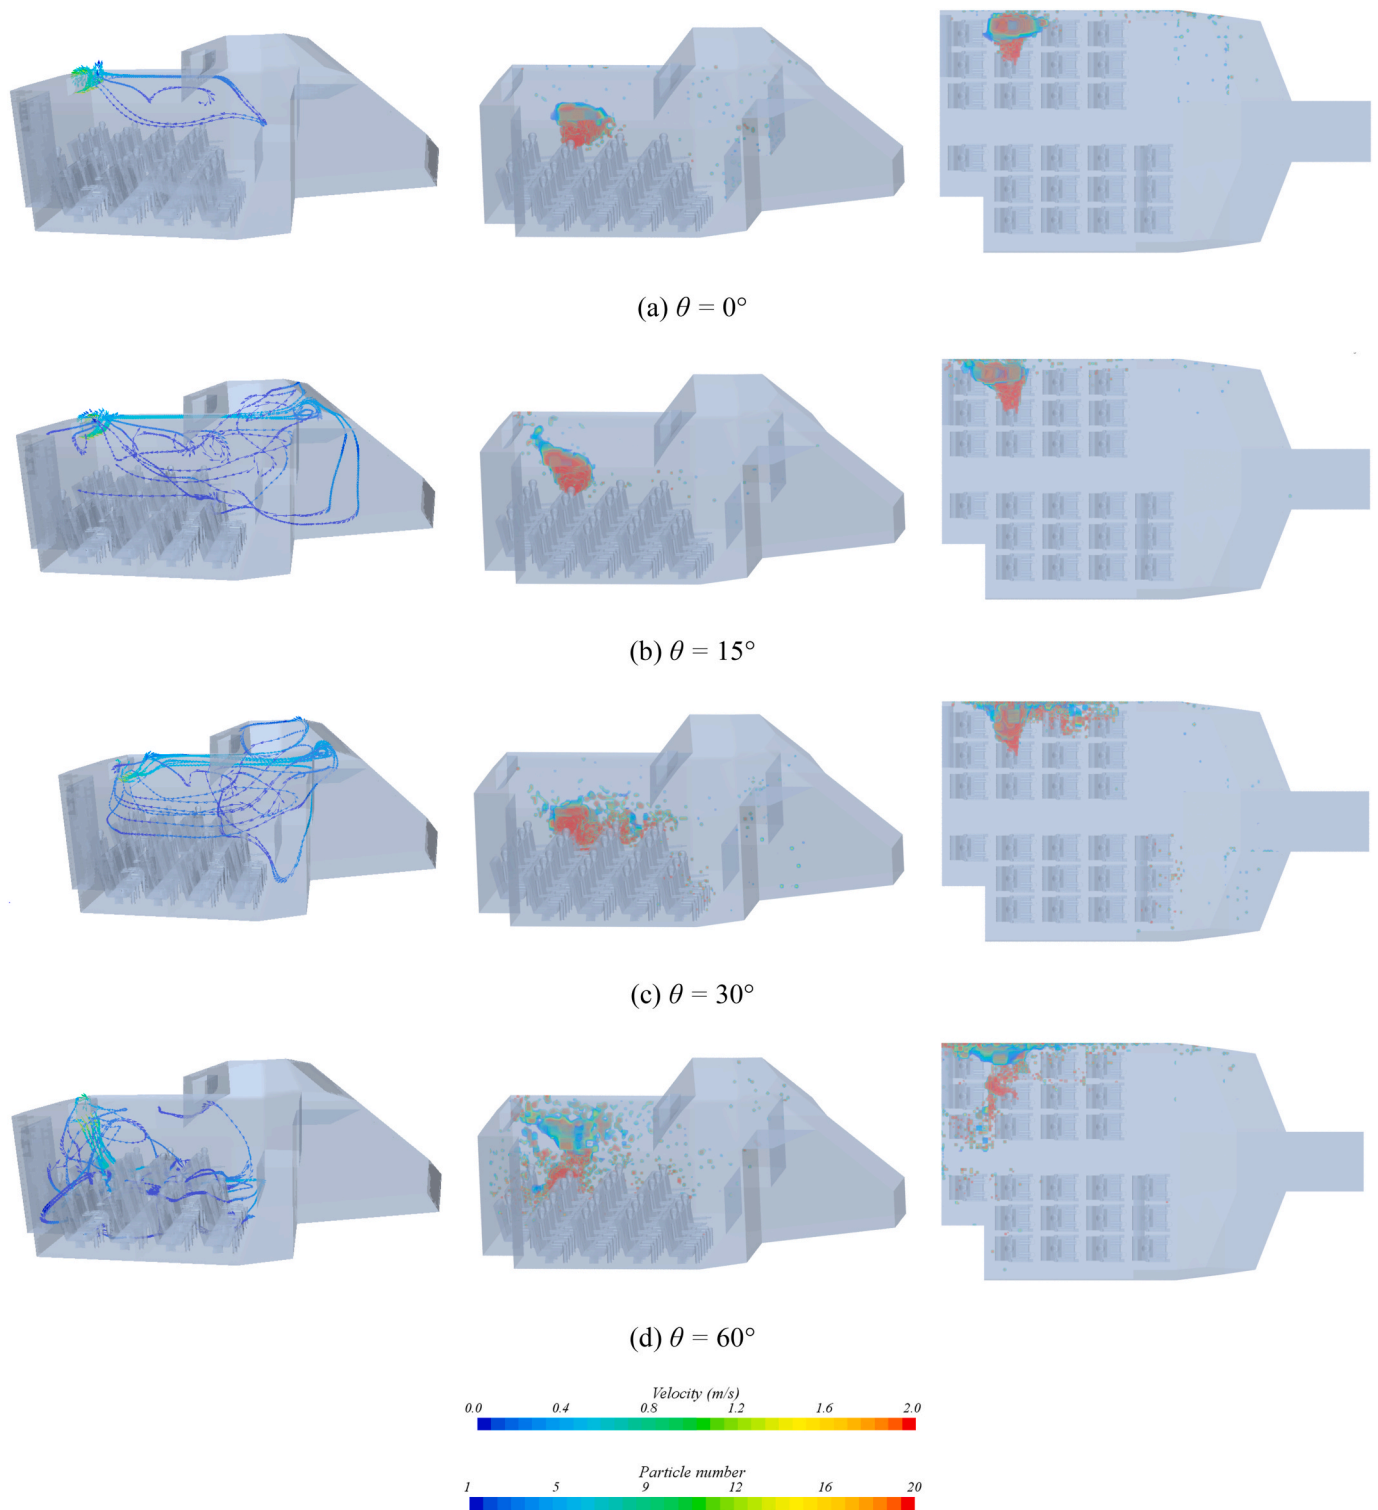 (a) θ = 0°
(b) θ = 15°
(c) θ = 30°
(d) θ = 60°
Velocity (m/s)
0.0 0.4 0.8 1.2 1.6 2.0
Particle number
1 5 9 12 16 20